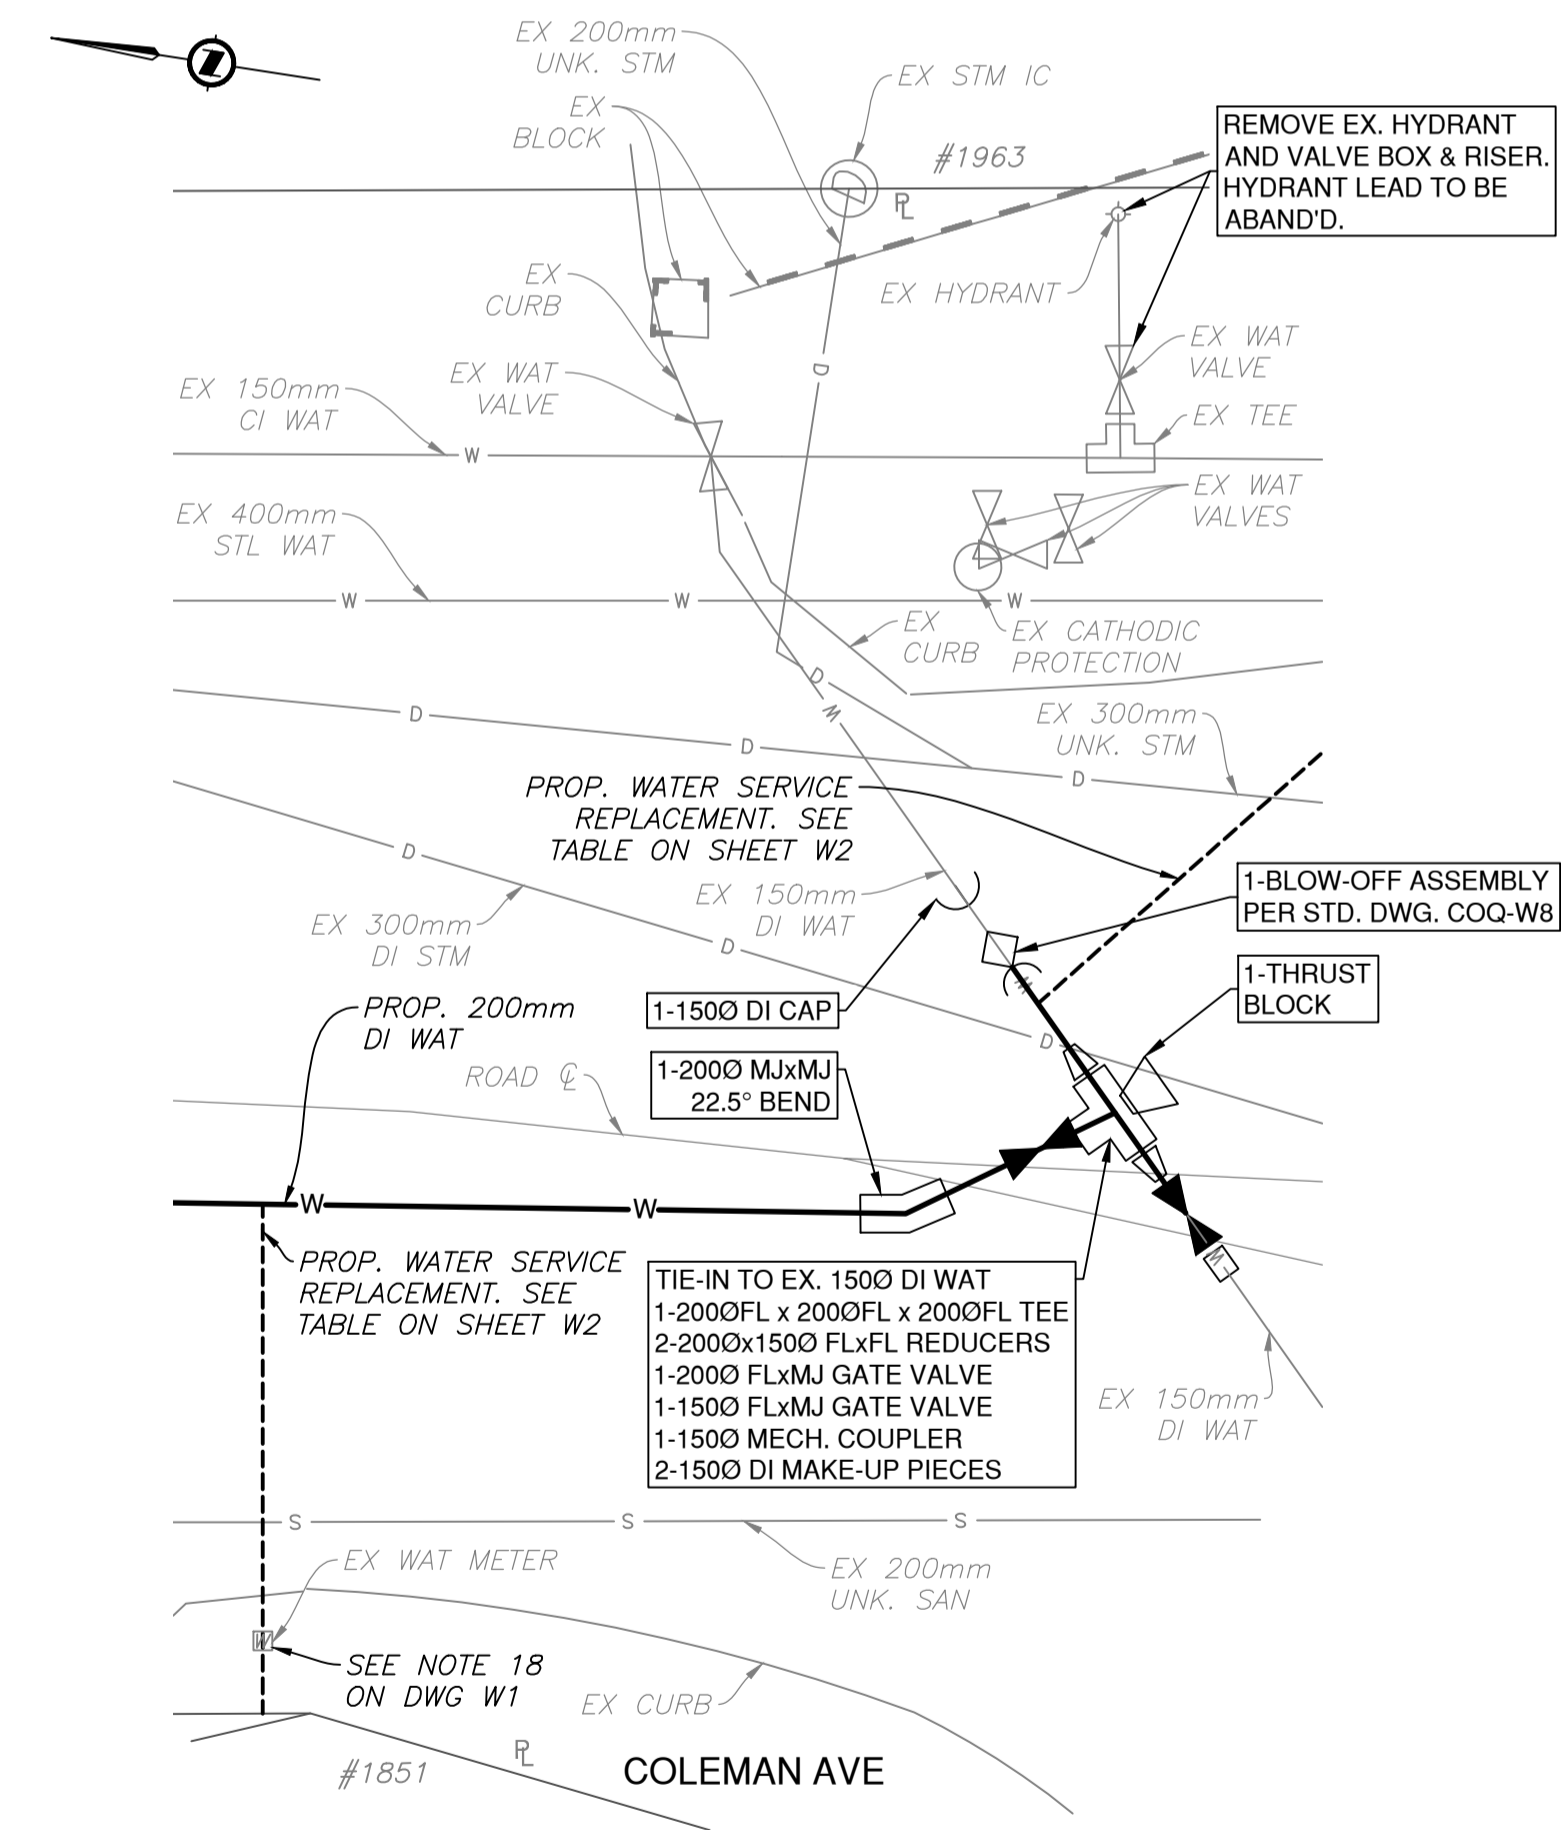 EX 200mm
UNK. STM
EX STM IC
EX
BLOCK
#1963
PL
REMOVE EX. HYDRANT
AND VALVE BOX & RISER.
HYDRANT LEAD TO BE
ABAND'D.
EX
CURB
EX HYDRANT
D
EX WAT
VALVE
EX WAT
VALVE
EX 150mm
CI WAT
W
EX TEE
EX WAT
VALVES
EX 400mm
STL WAT
W
W
W
EX
CURB
EX CATHODIC
PROTECTION
D
W
EX 300mm
UNK. STM
D
D
D
PROP. WATER SERVICE
REPLACEMENT. SEE
TABLE ON SHEET W2
D
EX 150mm
DI WAT
1-BLOW-OFF ASSEMBLY
PER STD. DWG. COQ-W8
EX 300mm
DI STM
D
W
1-THRUST
BLOCK
PROP. 200mm
DI WAT
1-150Ø DI CAP
D
ROAD CL
1-200Ø MJxMJ
22.5° BEND
W
W
W
PROP. WATER SERVICE
REPLACEMENT. SEE
TABLE ON SHEET W2
TIE-IN TO EX. 150Ø DI WAT
1-200ØFL x 200ØFL x 200ØFL TEE
2-200Øx150Ø FLxFL REDUCERS
1-200Ø FLxMJ GATE VALVE
1-150Ø FLxMJ GATE VALVE
1-150Ø MECH. COUPLER
2-150Ø DI MAKE-UP PIECES
EX 150mm
DI WAT
S
S
S
EX WAT METER
EX 200mm
UNK. SAN
W
SEE NOTE 18
ON DWG W1
EX CURB
PL
#1851
COLEMAN AVE